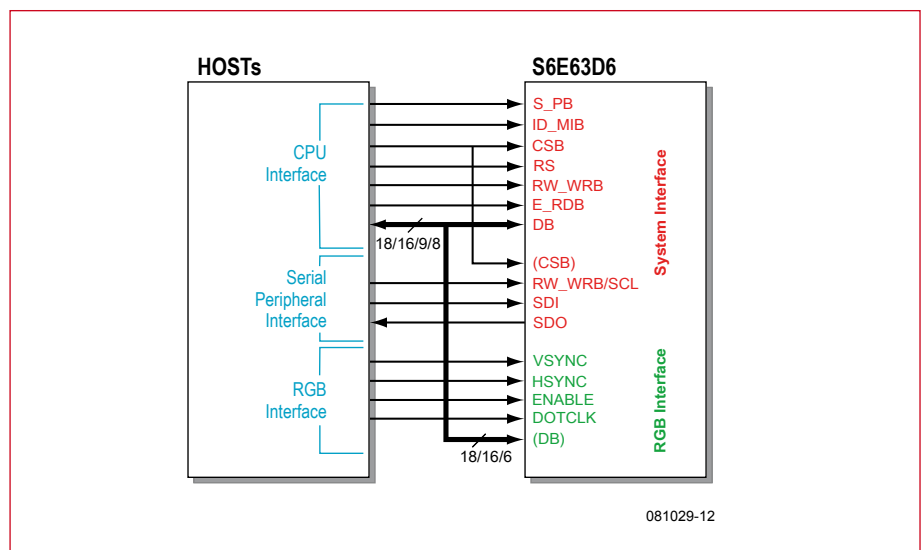 HOSTs
S6E63D6
CPU
Interface
Serial
Peripheral
Interface
RGB
Interface
18/16/9/8
18/16/6
S_PB
ID_MIB
CSB
RS
RW_WRB
E_RDB
DB
(CSB)
RW_WRB/SCL
SDI
SDO
VSYNC
HSYNC
ENABLE
DOTCLK
(DB)
System Interface
RGB Interface
081029-12